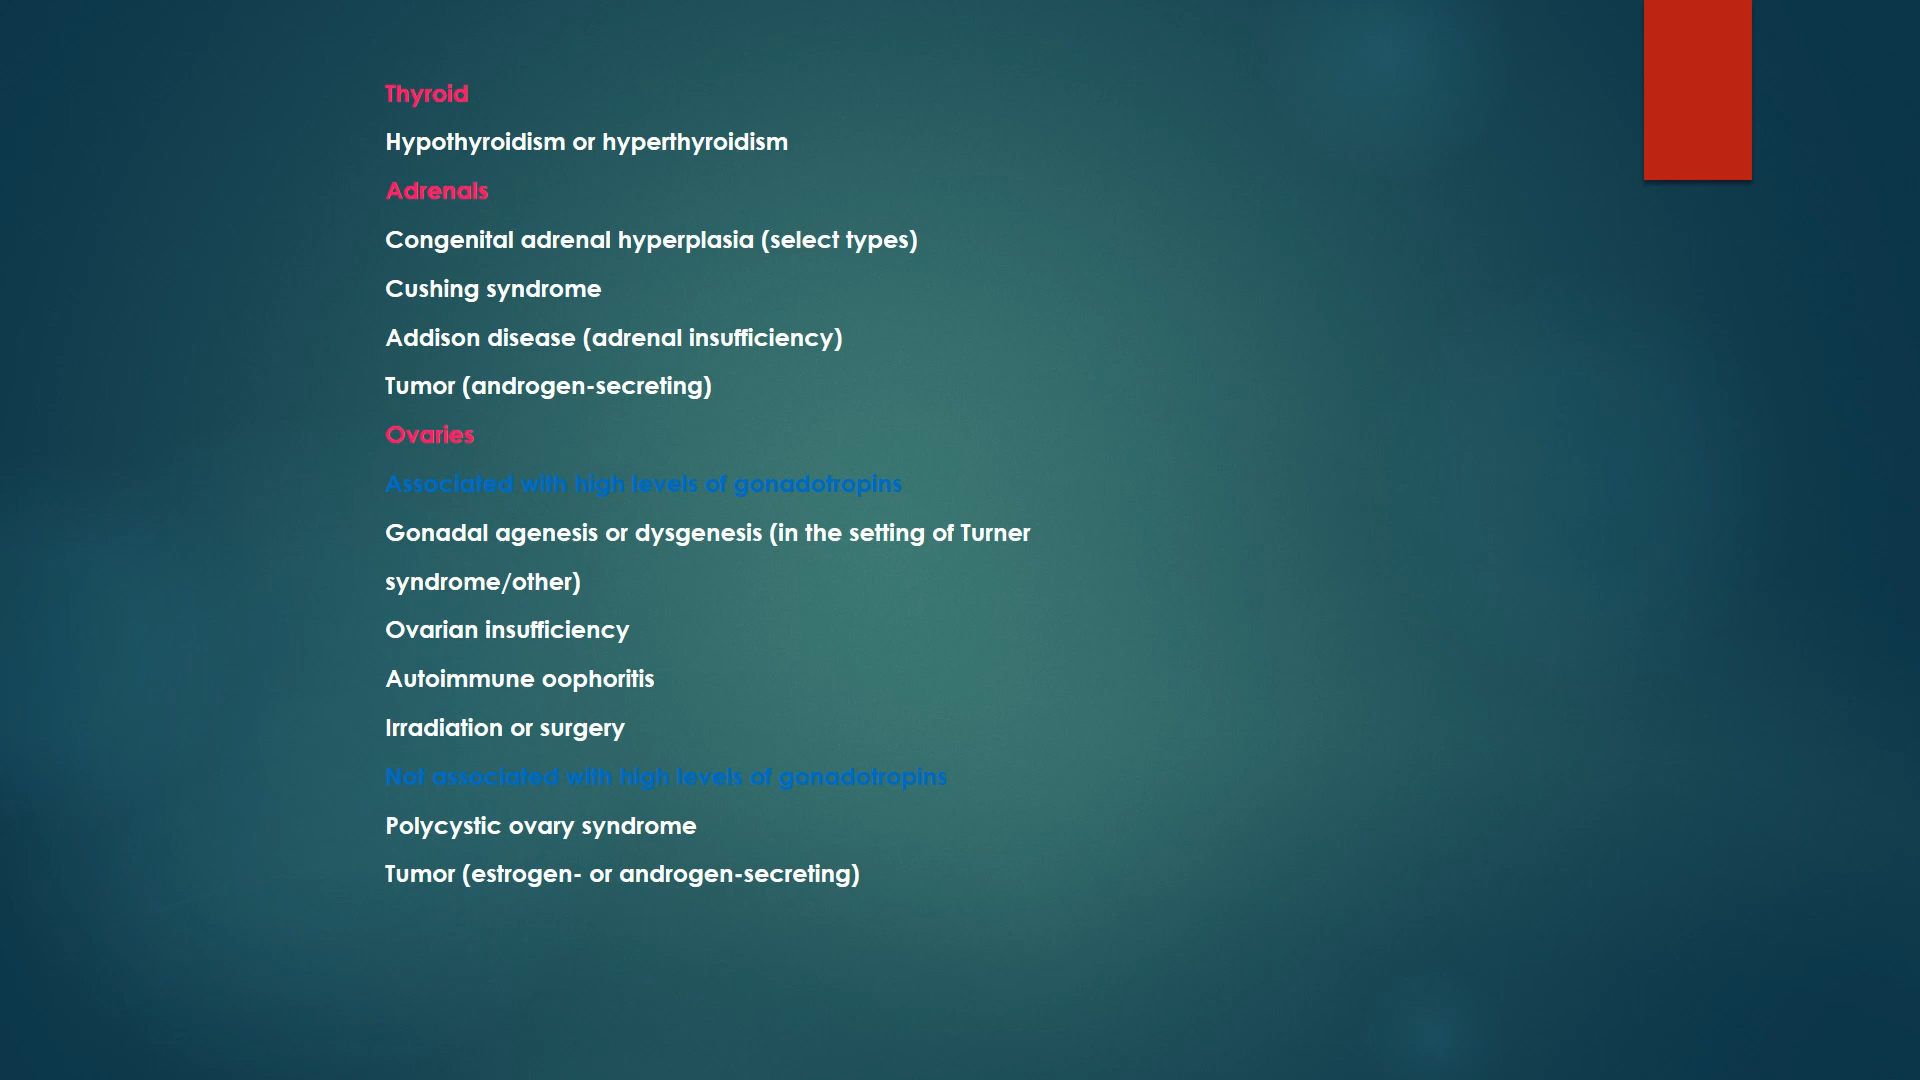 Thyroid
Hypothyroidism or hyperthyroidism
Adrenals
Congenital adrenal hyperplasia (select types)
Cushing syndrome
Addison disease (adrenal insufficiency)
Tumor (androgen-secreting)
Ovaries
Associated with high levels of gonadotropins
Gonadal agenesis or dysgenesis (in the setting of Turner
syndrome/other)
Ovarian insufficiency
Autoimmune oophoritis
Irradiation or surgery
Not associated with high levels of gonadotropins
Polycystic ovary syndrome
Tumor (estrogen- or androgen-secreting)